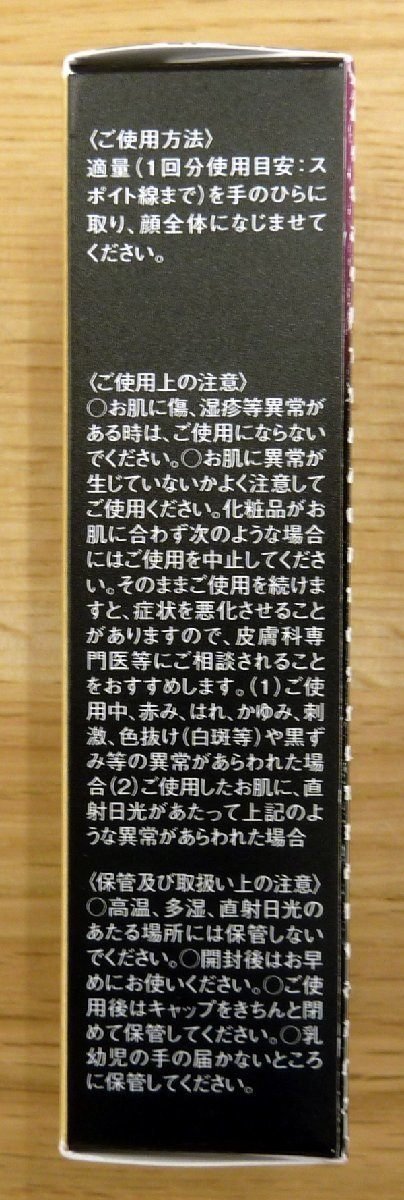 〈ご使用方法〉
適量(1回分使用目安:ス
ポイト線まで)を手のひらに
取り、顔全体になじませて
ください。
〈ご使用上の注意〉
○お肌に傷、湿疹等異常が
ある時は、ご使用にならない
でください。○お肌に異常が
生じていないかよく注意して
ご使用ください。化粧品がお
肌に合わず次のような場合
にはご使用を中止してくださ
い。そのままご使用を続けま
すと、症状を悪化させること
がありますので、皮膚科専
門医等にご相談されること
をおすすめします。(1)ご使
用中、赤み、はれ、かゆみ、刺
激、色抜け(白斑等)や黒ず
み等の異常があらわれた場
合(2)ご使用したお肌に、直
射日光があたって上記のよ
うな異常があらわれた場合
〈保管及び取扱い上の注意〉
○高温、多湿、直射日光の
あたる場所には保管しない
でください。○開封後はお早
めにお使いください。○ご使
用後はキャップをきちんと閉
めて保管してください。○乳
幼児の手の届かないところ
に保管してください。